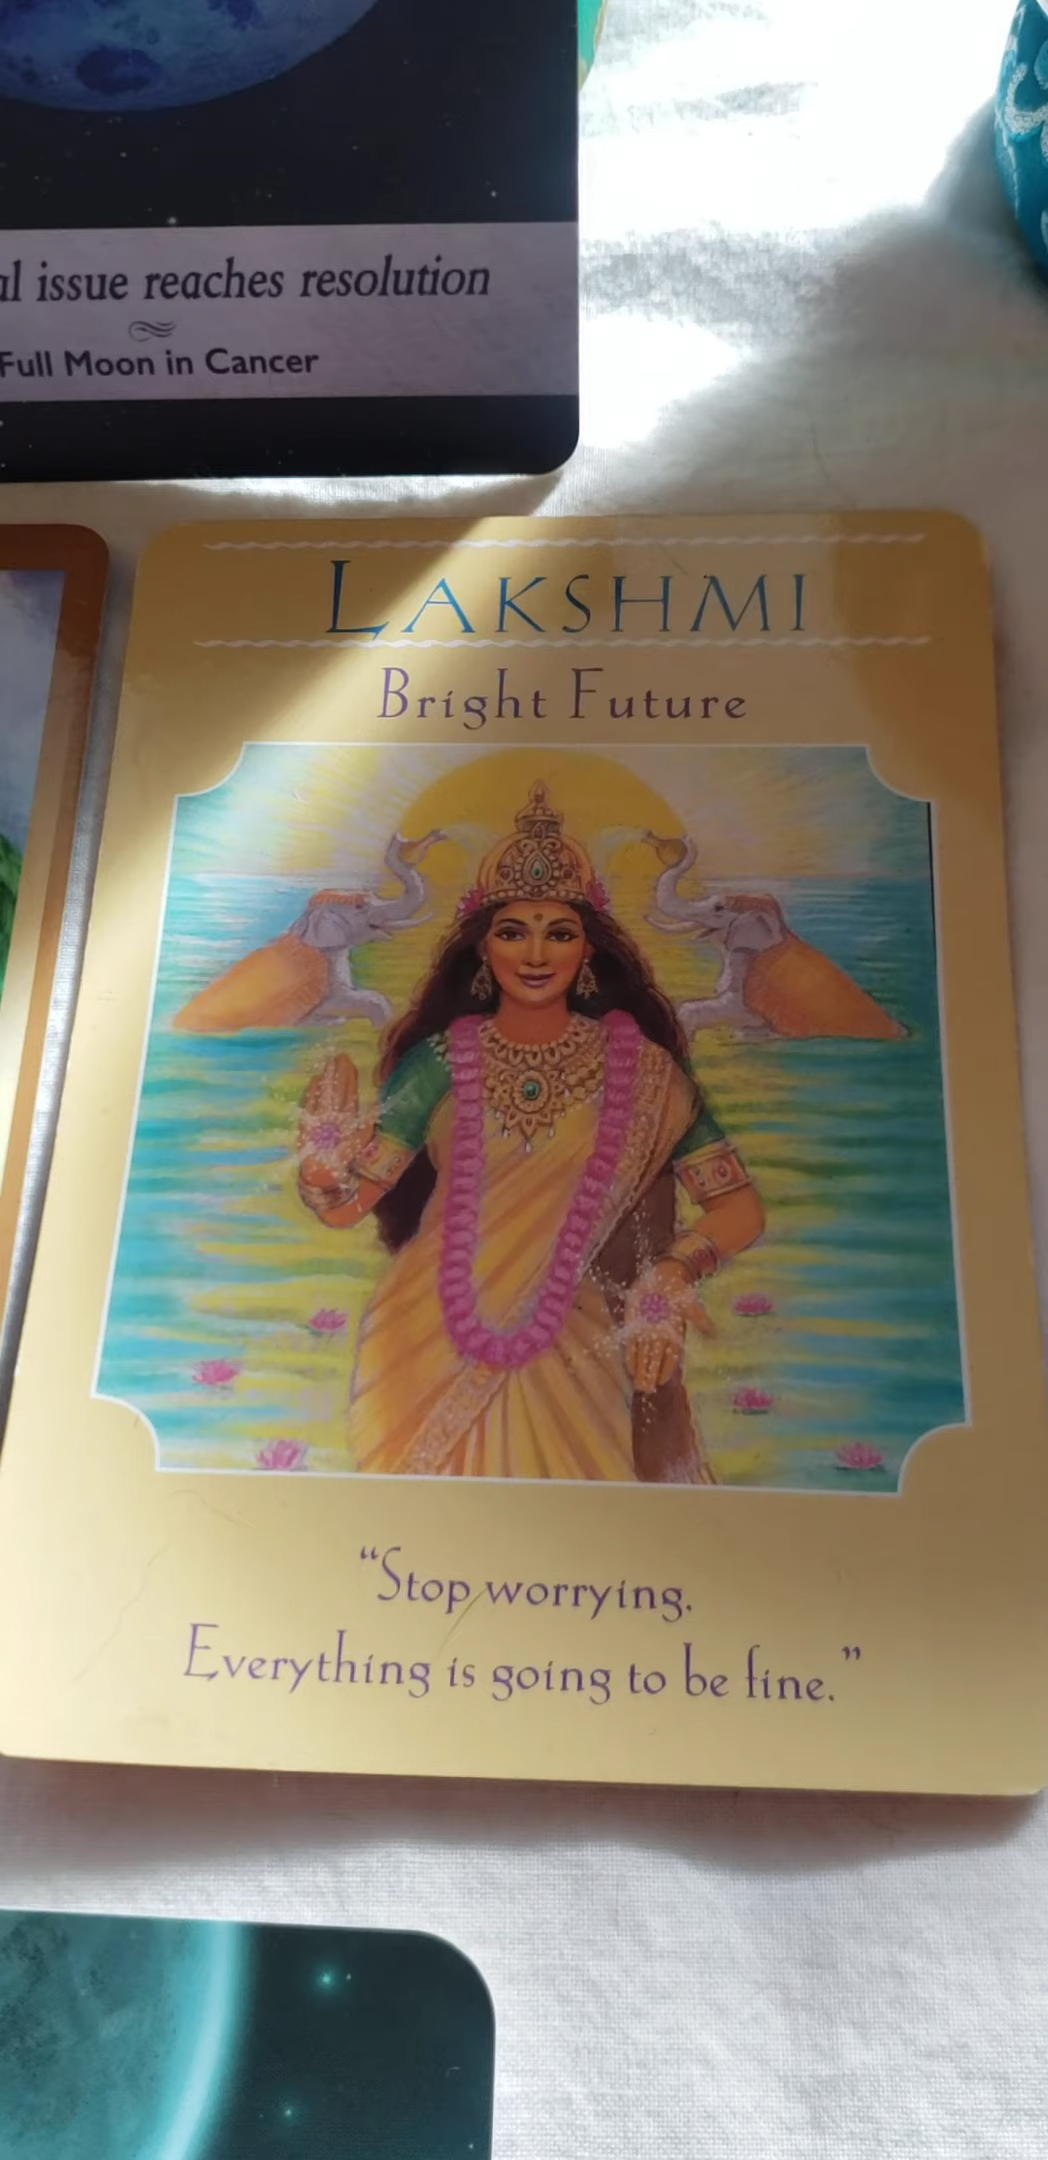 issue reaches resolution
Full Moon in Cancer
LAKSHMI
Bright Future
“Stop worrying.
Everything is going to be fine.”